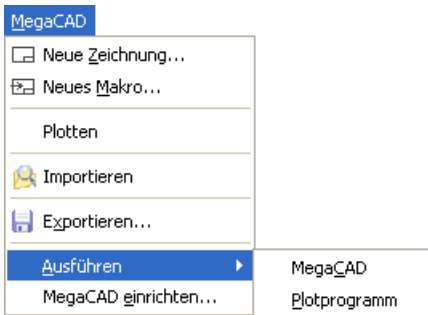 MegaCAD
Neue Zeichnung...
Neues Makro...
Plotten
Importieren
Exportieren...
Ausführen
MegaCAD
MegaCAD einrichten...
Plotprogramm